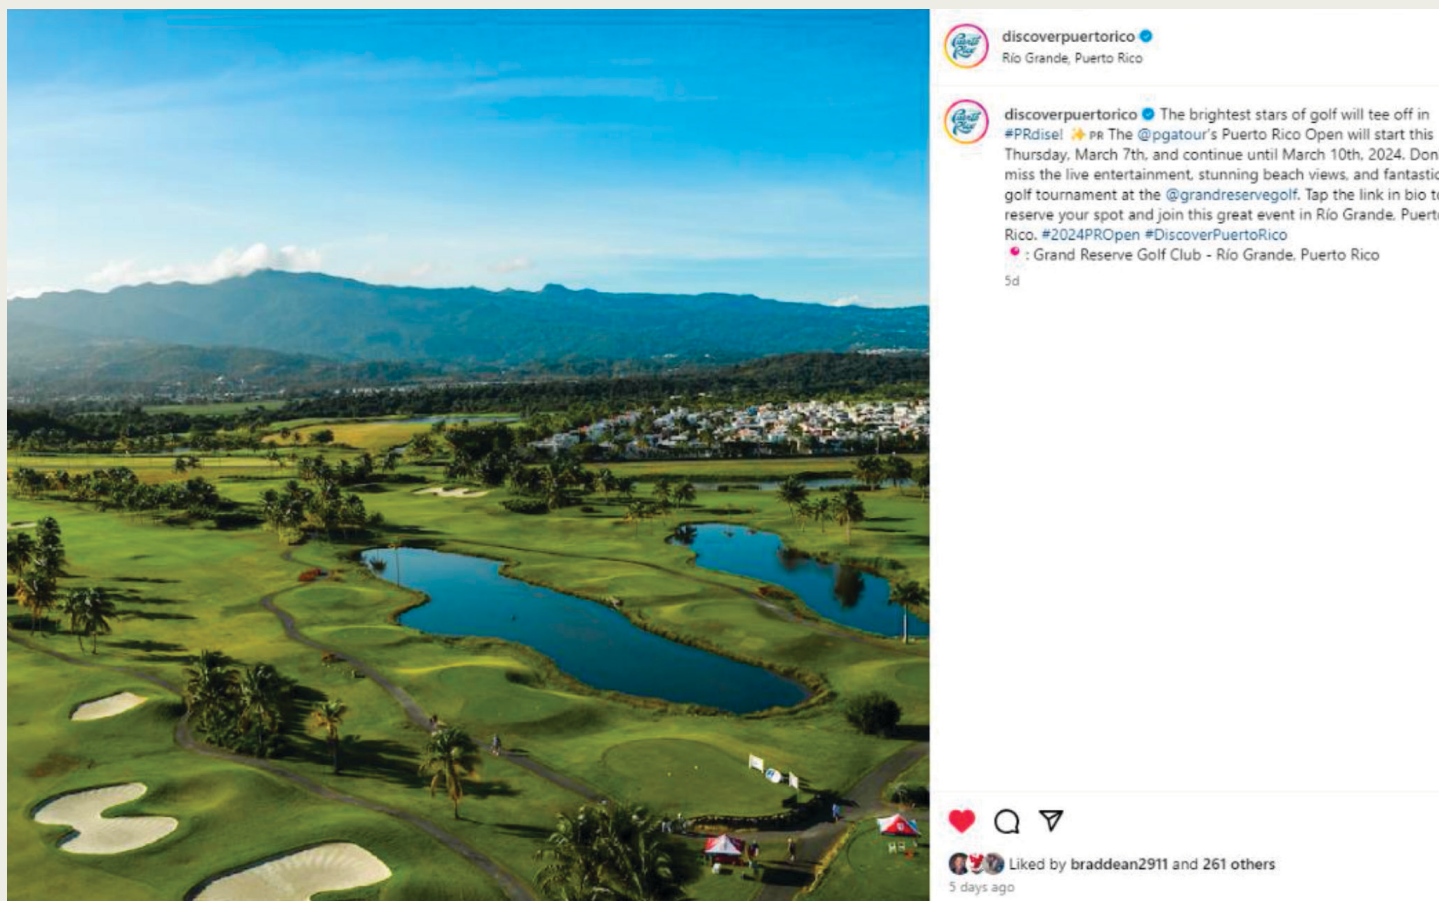 discoverpuertorico
Río Grande, Puerto Rico
discoverpuertorico The brightest stars of golf will tee off in
#PRdise! ✨ PR The @pgatour's Puerto Rico Open will start this
Thursday, March 7th, and continue until March 10th, 2024. Don
miss the live entertainment, stunning beach views, and fantastic
golf tournament at the @grandreservegolf. Tap the link in bio t
reserve your spot and join this great event in Río Grande, Puert
Rico. #2024PROpen #DiscoverPuertoRico
: Grand Reserve Golf Club - Río Grande, Puerto Rico
5d
Liked by braddean2911 and 261 others
5 days ago